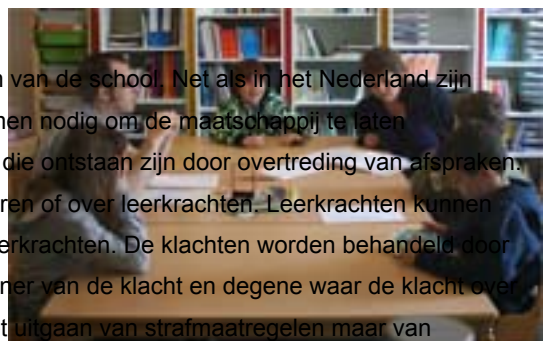 van de school. Net als in het Nederland zijn
nodig om de maatschappij te laten
die ontstaan zijn door overtreding van afspraken.
of over leerkrachten. Leerkrachten kunnen
De klachten worden behandeld door
van de klacht en degene waar de klacht over
uitgaan van strafmaatregelen maar van